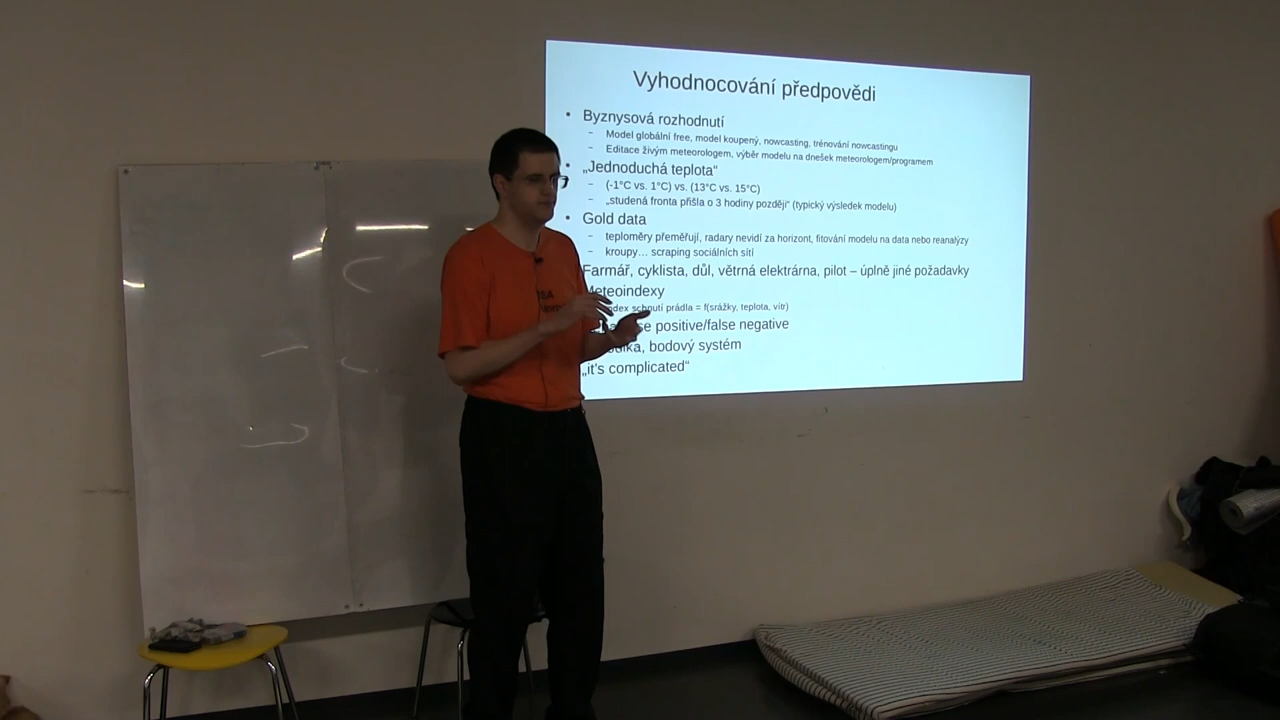 Vyhodnocování předpovědi
• Byznysová rozhodnutí
– Model globální free, model koupený, nowcasting, trénování nowcastingu
– Editace živým meteorologem, výběr modelu na dnešek meteorologem/programem
• „Jednoduchá teplota“
– (-1°C vs. 1°C) vs. (13°C vs. 15°C)
– „studená fronta přišla o 3 hodiny později“ (typický výsledek modelu)
• Gold data
– teploměry přeměřují, radary nevidí za horizont, fitování modelu na data nebo reanalýzy
– kroupy… scraping sociálních sítí
Farmář, cyklista, důl, větrná elektrárna, pilot – úplně jiné požadavky
Meteoindexy
schnutí prádla = f(srážky, teplota, vítr)
positive/false negative
bodový systém
„it's complicated“